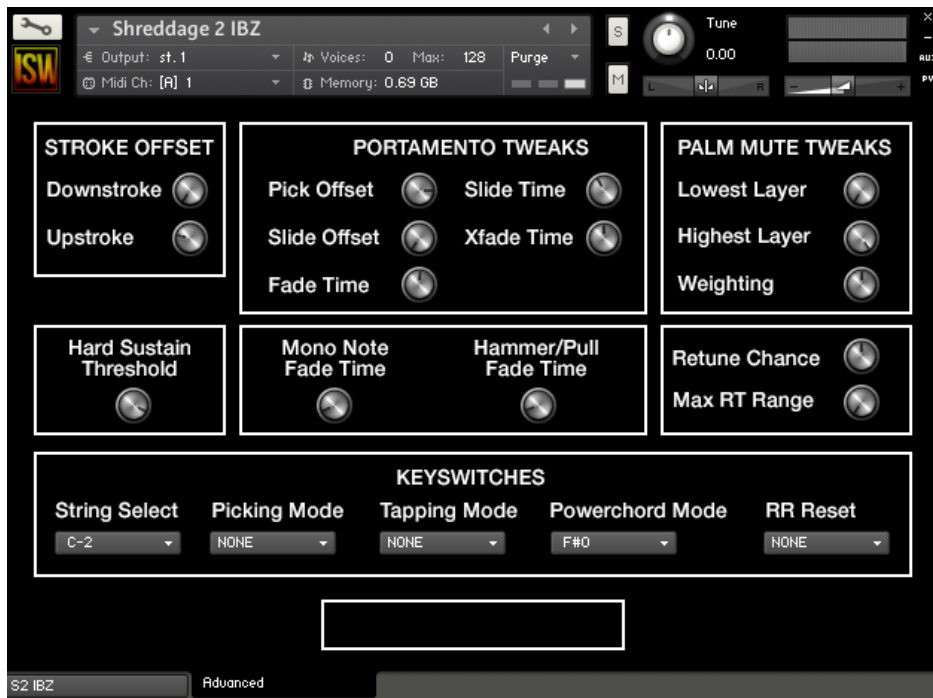 Shreddage 2 IBZ
S
Tune
0.00
Output: st.1
Voices: 0 Max: 128
Purge
Midi Ch: [A] 1
Memory: 0.69 GB
M
L
R
−
+
×
−
AUX
PV
ISW
STROKE OFFSET
Downstroke
Upstroke
PORTAMENTO TWEAKS
Pick Offset
Slide Time
Slide Offset
Xfade Time
Fade Time
PALM MUTE TWEAKS
Lowest Layer
Highest Layer
Weighting
Hard Sustain
Threshold
Mono Note
Fade Time
Hammer/Pull
Fade Time
Retune Chance
Max RT Range
KEYSWITCHES
String Select
Picking Mode
Tapping Mode
Powerchord Mode
RR Reset
C-2
NONE
NONE
F#0
NONE
S2 IBZ
Advanced